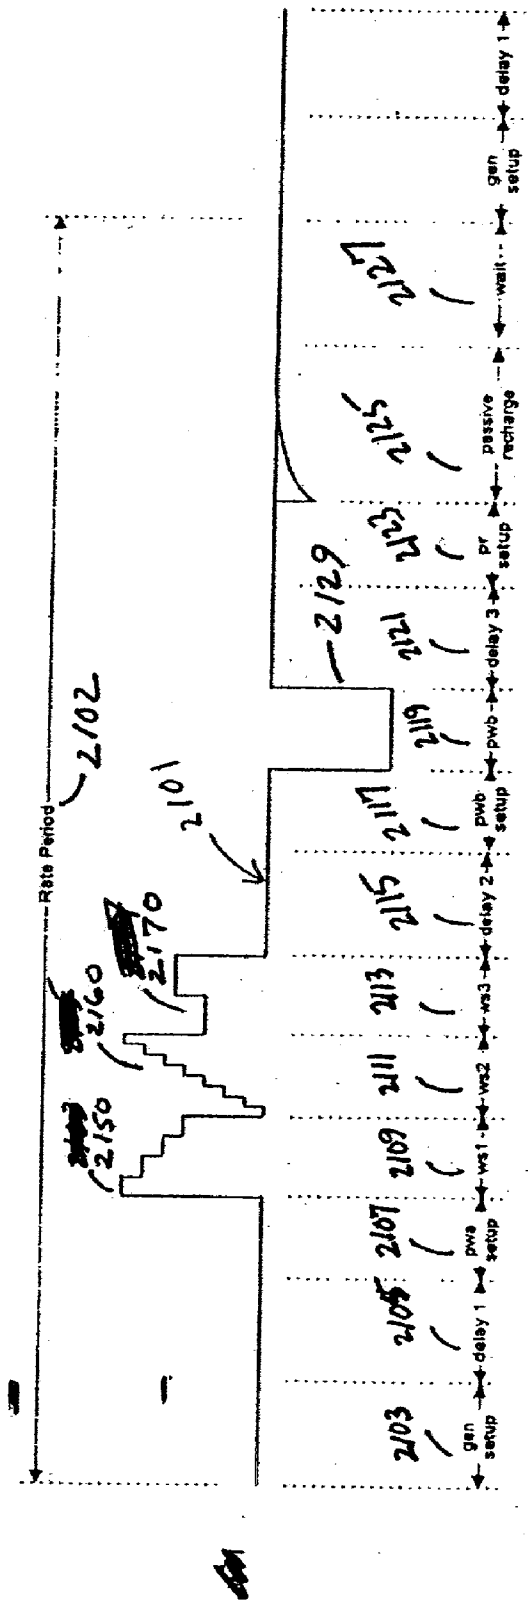 Rate Period
2102
2150
2160
2170
2101
2129
2103
2105
2107
2109
2111
2113
2115
2117
2119
2121
2123
2125
2127
gen
setup
delay 1
pwa
setup
ws1
ws2
ws3
delay 2
pwb
setup
pwb
delay 3
pr
setup
passive
recharge
wait
gen
setup
delay 1